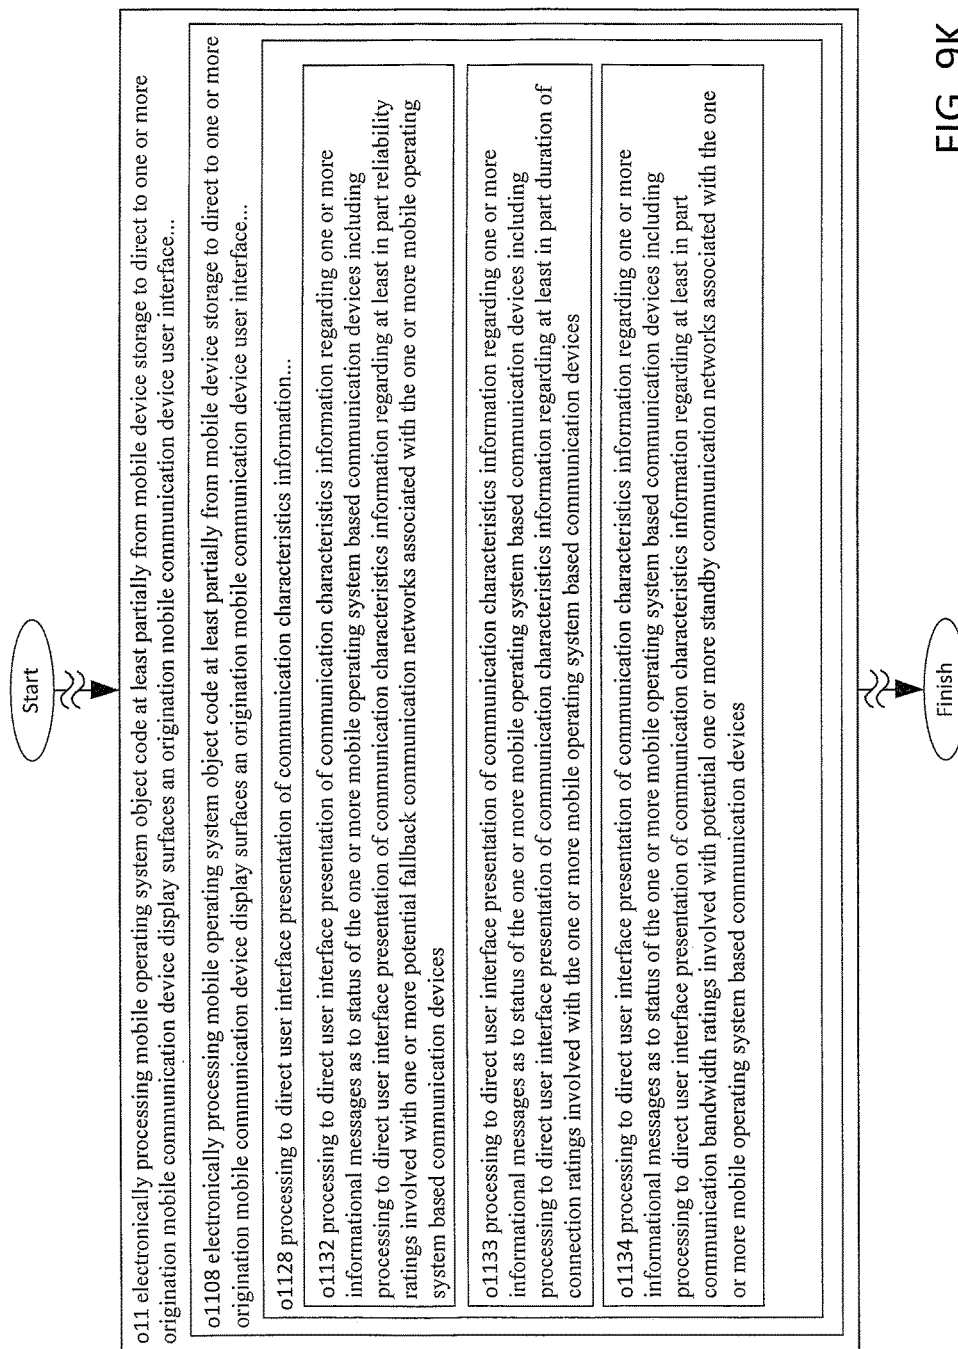 Start
o11 electronically processing mobile operating system object code at least partially from mobile device storage to direct to one or more
origination mobile communication device display surfaces an origination mobile communication device user interface...
o1108 electronically processing mobile operating system object code at least partially from mobile device storage to direct to one or more
origination mobile communication device display surfaces an origination mobile communication device user interface...
o1128 processing to direct user interface presentation of communication characteristics information...
o1132 processing to direct user interface presentation of communication characteristics information regarding one or more
informational messages as to status of the one or more mobile operating system based communication devices including
processing to direct user interface presentation of communication characteristics information regarding at least in part reliability
ratings involved with one or more potential fallback communication networks associated with the one or more mobile operating
system based communication devices
o1133 processing to direct user interface presentation of communication characteristics information regarding one or more
informational messages as to status of the one or more mobile operating system based communication devices including
processing to direct user interface presentation of communication characteristics information regarding at least in part duration of
connection ratings involved with the one or more mobile operating system based communication devices
o1134 processing to direct user interface presentation of communication characteristics information regarding one or more
informational messages as to status of the one or more mobile operating system based communication devices including
processing to direct user interface presentation of communication characteristics information regarding at least in part
communication bandwidth ratings involved with potential one or more standby communication networks associated with the one
or more mobile operating system based communication devices
Finish
FIG. 9K